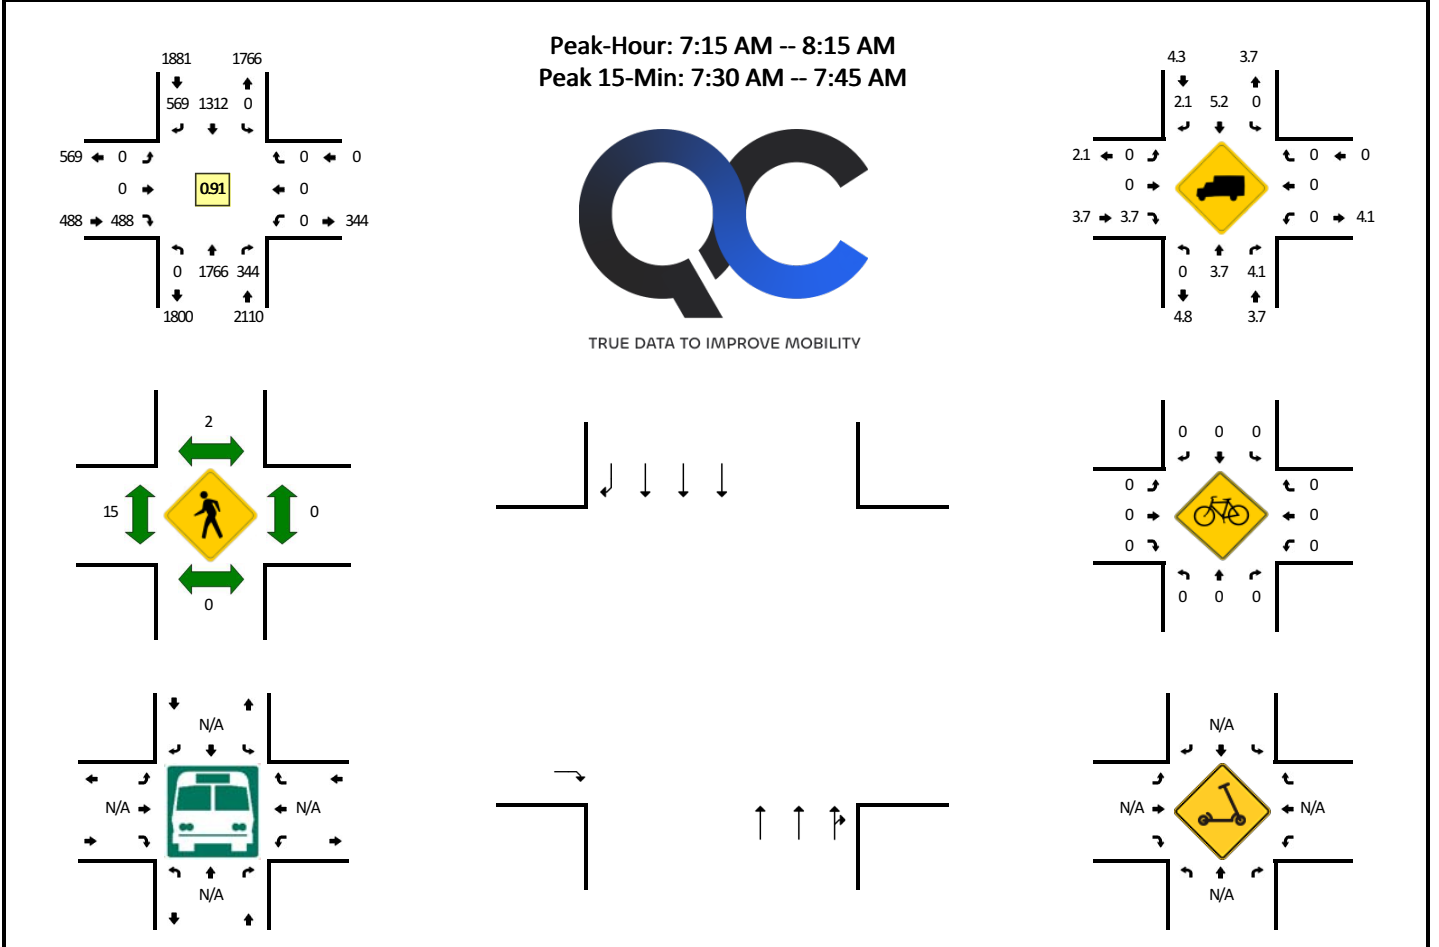 Peak-Hour: 7:15 AM -- 8:15 AM
Peak 15-Min: 7:30 AM -- 7:45 AM
1881 1766
569 1312 0
569 0 0 0
0 0.91 0
488 488 0 344
0 1766 344
1800 2110
QC
TRUE DATA TO IMPROVE MOBILITY
4.3 3.7
2.1 5.2 0
2.1 0 0 0
0 0
3.7 3.7 0 4.1
0 3.7 4.1
4.8 3.7
2
15 0
0
0 0 0
0 0
0 0
0 0
0 0 0
N/A
N/A N/A
N/A
N/A
N/A N/A
N/A